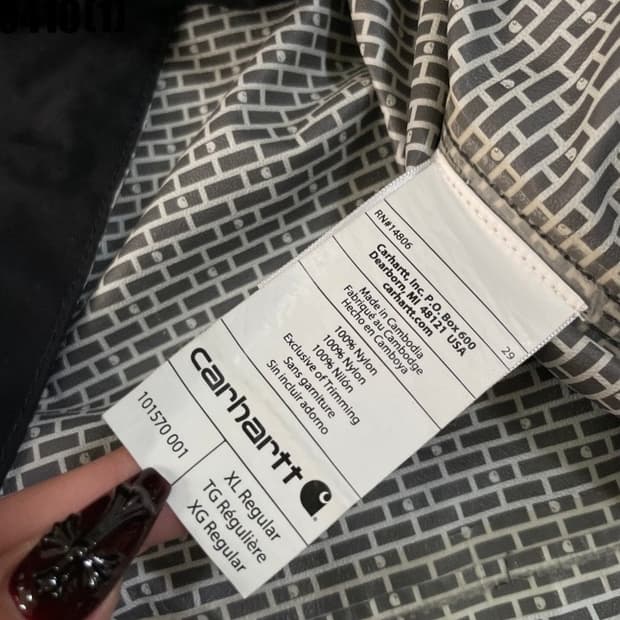 RN#14806
29
Carhartt, Inc. P.O. Box 600
Dearborn, MI 48121 USA
carhartt.com
Made in Cambodia
Fabriqué au Cambodge
Hecho en Camboya
100% Nylon
100% Nylon
100% Nilón
Exclusive of Trimming
Sans garniture
Sin incluir adorno
carhartt
101570 001
XL Regular
TG Régulière
XG Regular